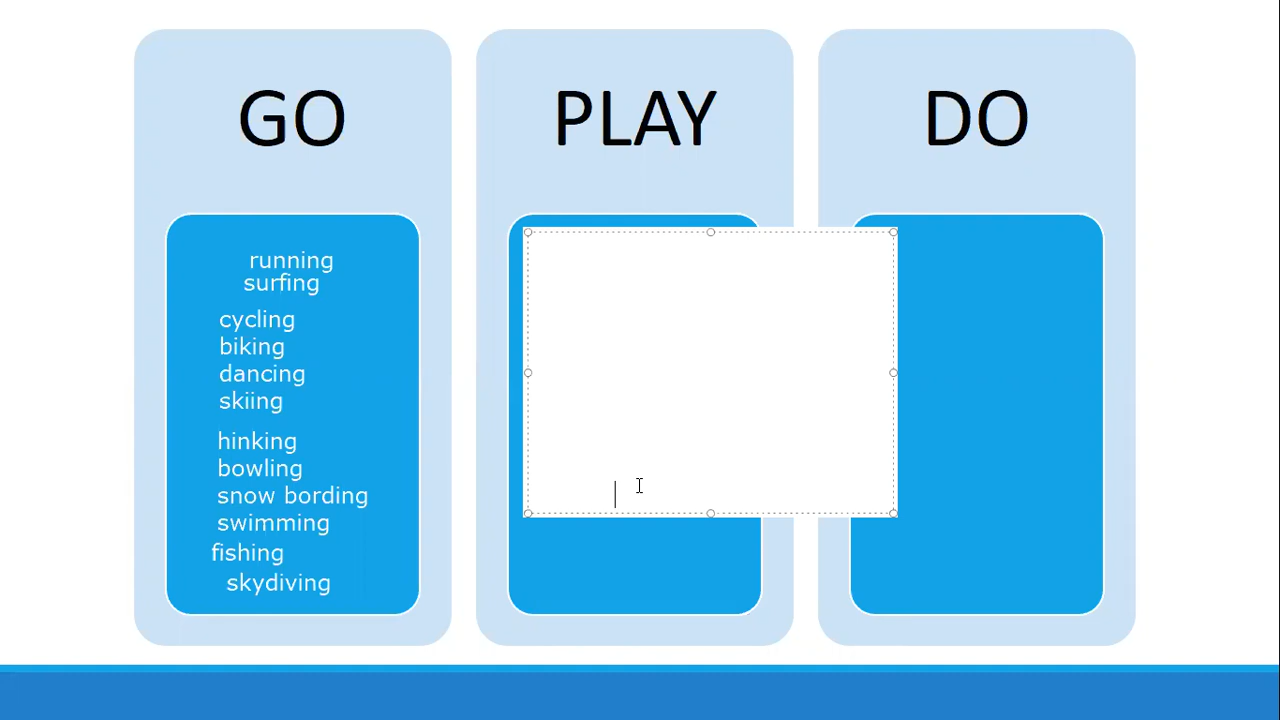 GO
PLAY
DO
running
surfing
cycling
biking
dancing
skiing
hinking
bowling
snow bording
swimming
fishing
skydiving